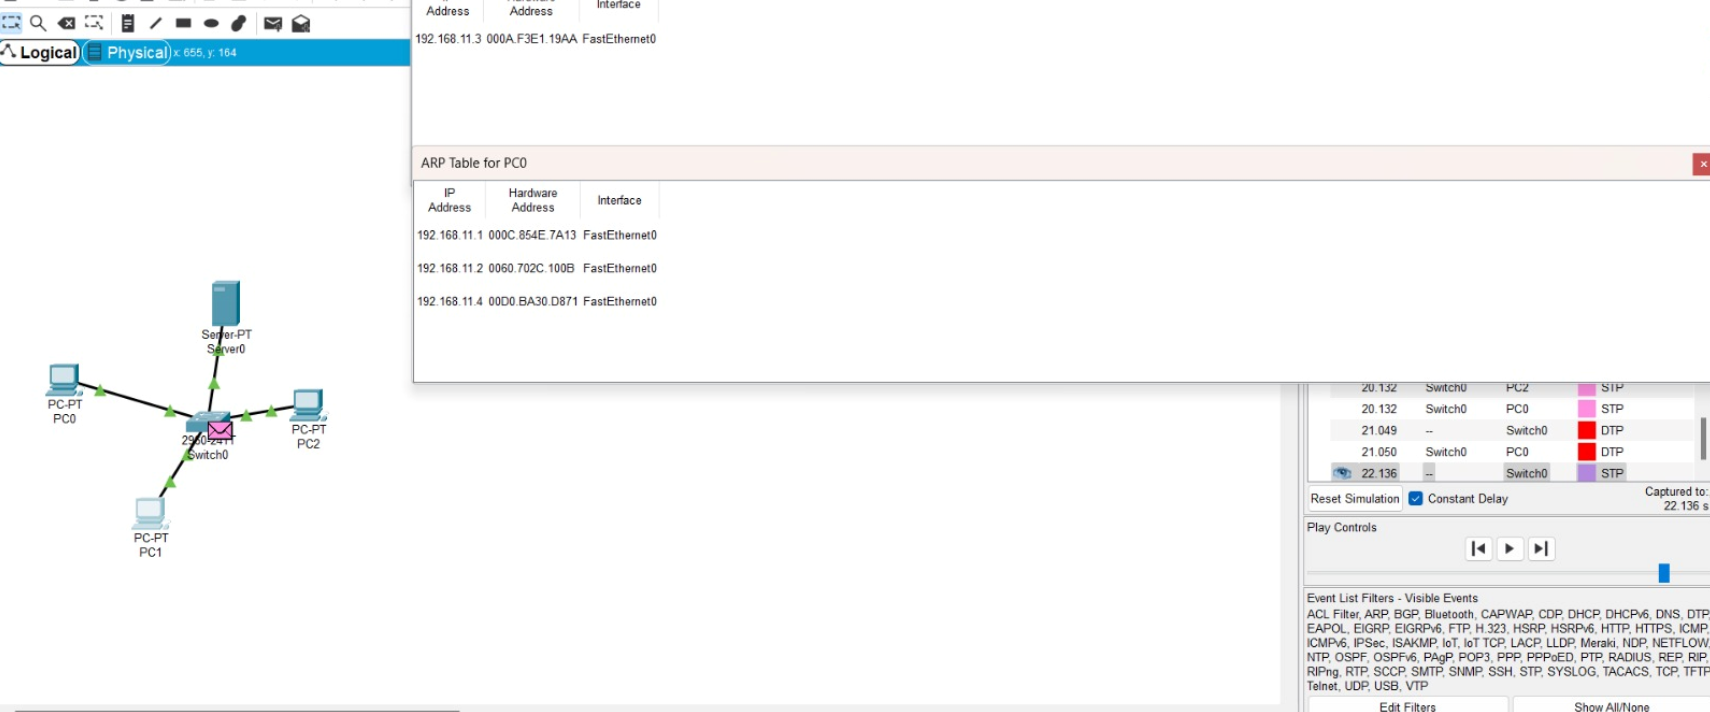 Address Address Interface
192.168.11.3 000A.F3E1.19AA FastEthernet0
Logical Physical x: 655, y: 164
ARP Table for PC0
IP Address Hardware Address Interface
192.168.11.1 000C.854E.7A13 FastEthernet0
192.168.11.2 0060.702C.100B FastEthernet0
192.168.11.4 00D0.BA30.D871 FastEthernet0
Server-PT
Server0
PC-PT
PC0
PC-PT
PC2
Switch0
PC-PT
PC1
20.132 Switch0 PC2 STP
20.132 Switch0 PC0 STP
21.049 -- Switch0 DTP
21.050 Switch0 PC0 DTP
22.136 -- Switch0 STP
Reset Simulation Constant Delay
Captured to:
22.136 s
Play Controls
Event List Filters - Visible Events
ACL Filter, ARP, BGP, Bluetooth, CAPWAP, CDP, DHCP, DHCPv6, DNS, DTP
EAPOL, EIGRP, EIGRPv6, FTP, H.323, HSRP, HSRPv6, HTTP, HTTPS, ICMP,
ICMPv6, IPSec, ISAKMP, IoT, IoT TCP, LACP, LLDP, Meraki, NDP, NETFLOW,
NTP, OSPF, OSPFv6, PAgP, POP3, PPP, PPPoED, PTP, RADIUS, REP, RIP,
RIPng, RTP, SCCP, SMTP, SNMP, SSH, STP, SYSLOG, TACACS, TCP, TFTP
Telnet, UDP, USB, VTP
Edit Filters Show All/None